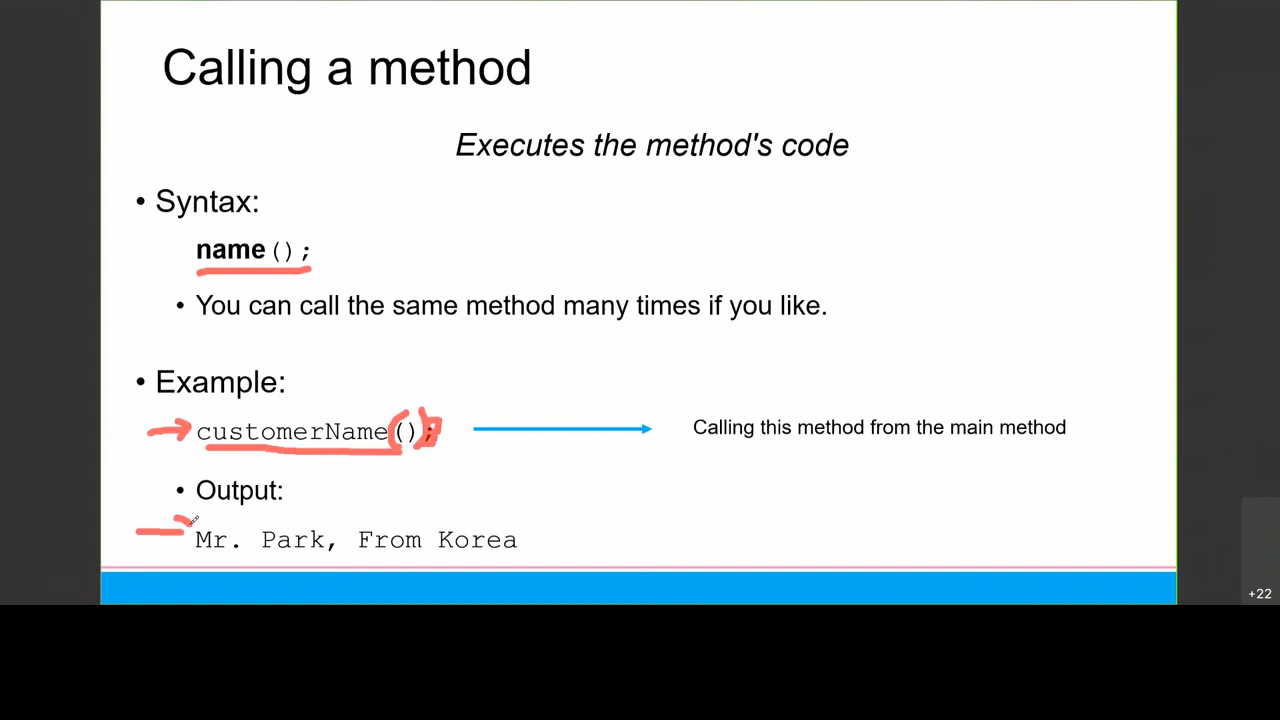 Calling a method
Executes the method's code
• Syntax:
name();
• You can call the same method many times if you like.
• Example:
customerName();
Calling this method from the main method
• Output:
Mr. Park, From Korea
+22